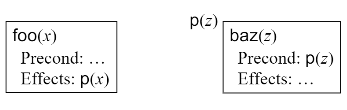 p(z)
foo(x)
Precond: …
Effects: p(x)
baz(z)
Precond: p(z)
Effects: …